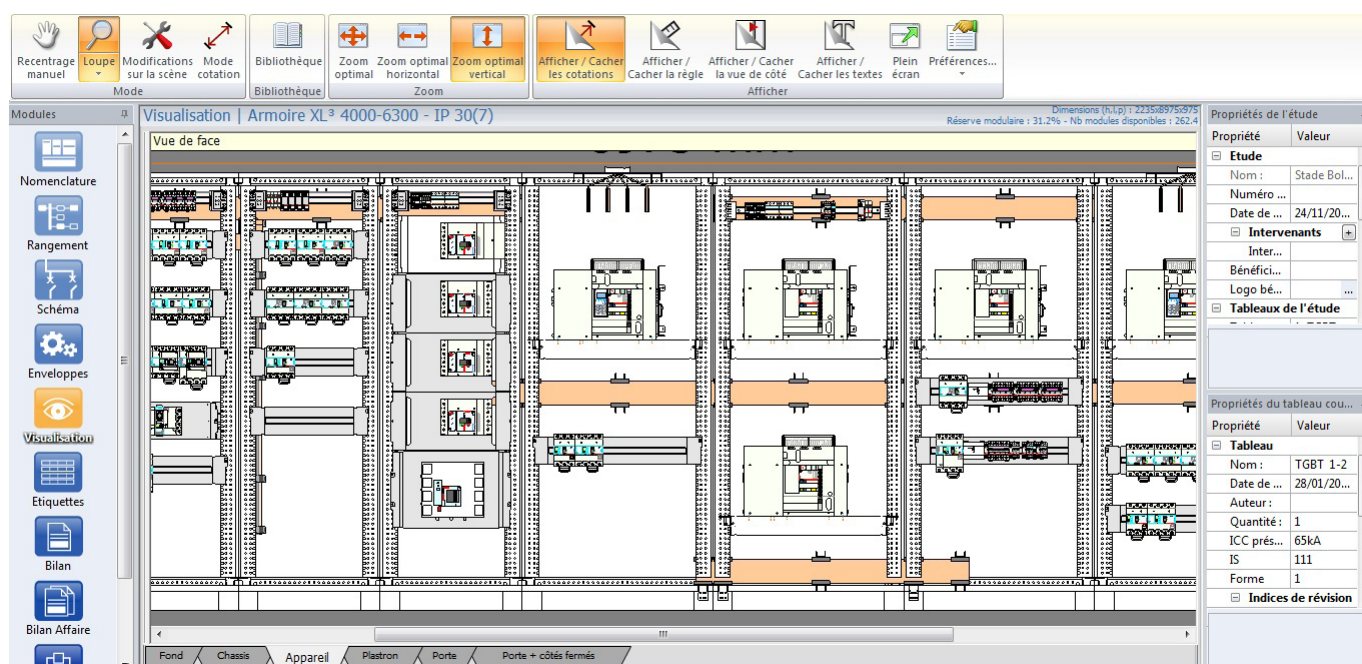 Recentrage manuel
Loupe
Modifications sur la scène
Mode cotation
Bibliothèque
Zoom optimal
Zoom optimal horizontal
Zoom optimal vertical
Afficher / Cacher les cotations
Afficher / Cacher la règle
Afficher / Cacher la vue de côté
Afficher / Cacher les textes
Plein écran
Préférences...
Mode
Bibliothèque
Zoom
Afficher
Modules
Nomenclature
Rangement
Schéma
Enveloppes
Visualisation
Etiquettes
Bilan
Bilan Affaire
Visualisation | Armoire XL³ 4000-6300 - IP 30(7)
Dimensions (h,l,p) : 2235x8975x975
Réserve modulaire : 31.2% - Nb modules disponibles : 262.4
Vue de face
Fond
Chassis
Appareil
Plastron
Porte
Porte + côtés fermés
Propriétés de l'étude
Propriété Valeur
Etude
Nom : Stade Bol...
Numéro ...
Date de ... 24/11/20...
Intervenants +
Inter...
Bénéfici...
Logo bé... ...
Tableaux de l'étude
Propriétés du tableau cou...
Propriété Valeur
Tableau
Nom : TGBT 1-2
Date de ... 28/01/20...
Auteur :
Quantité : 1
ICC prés... 65kA
IS 111
Forme 1
Indices de révision